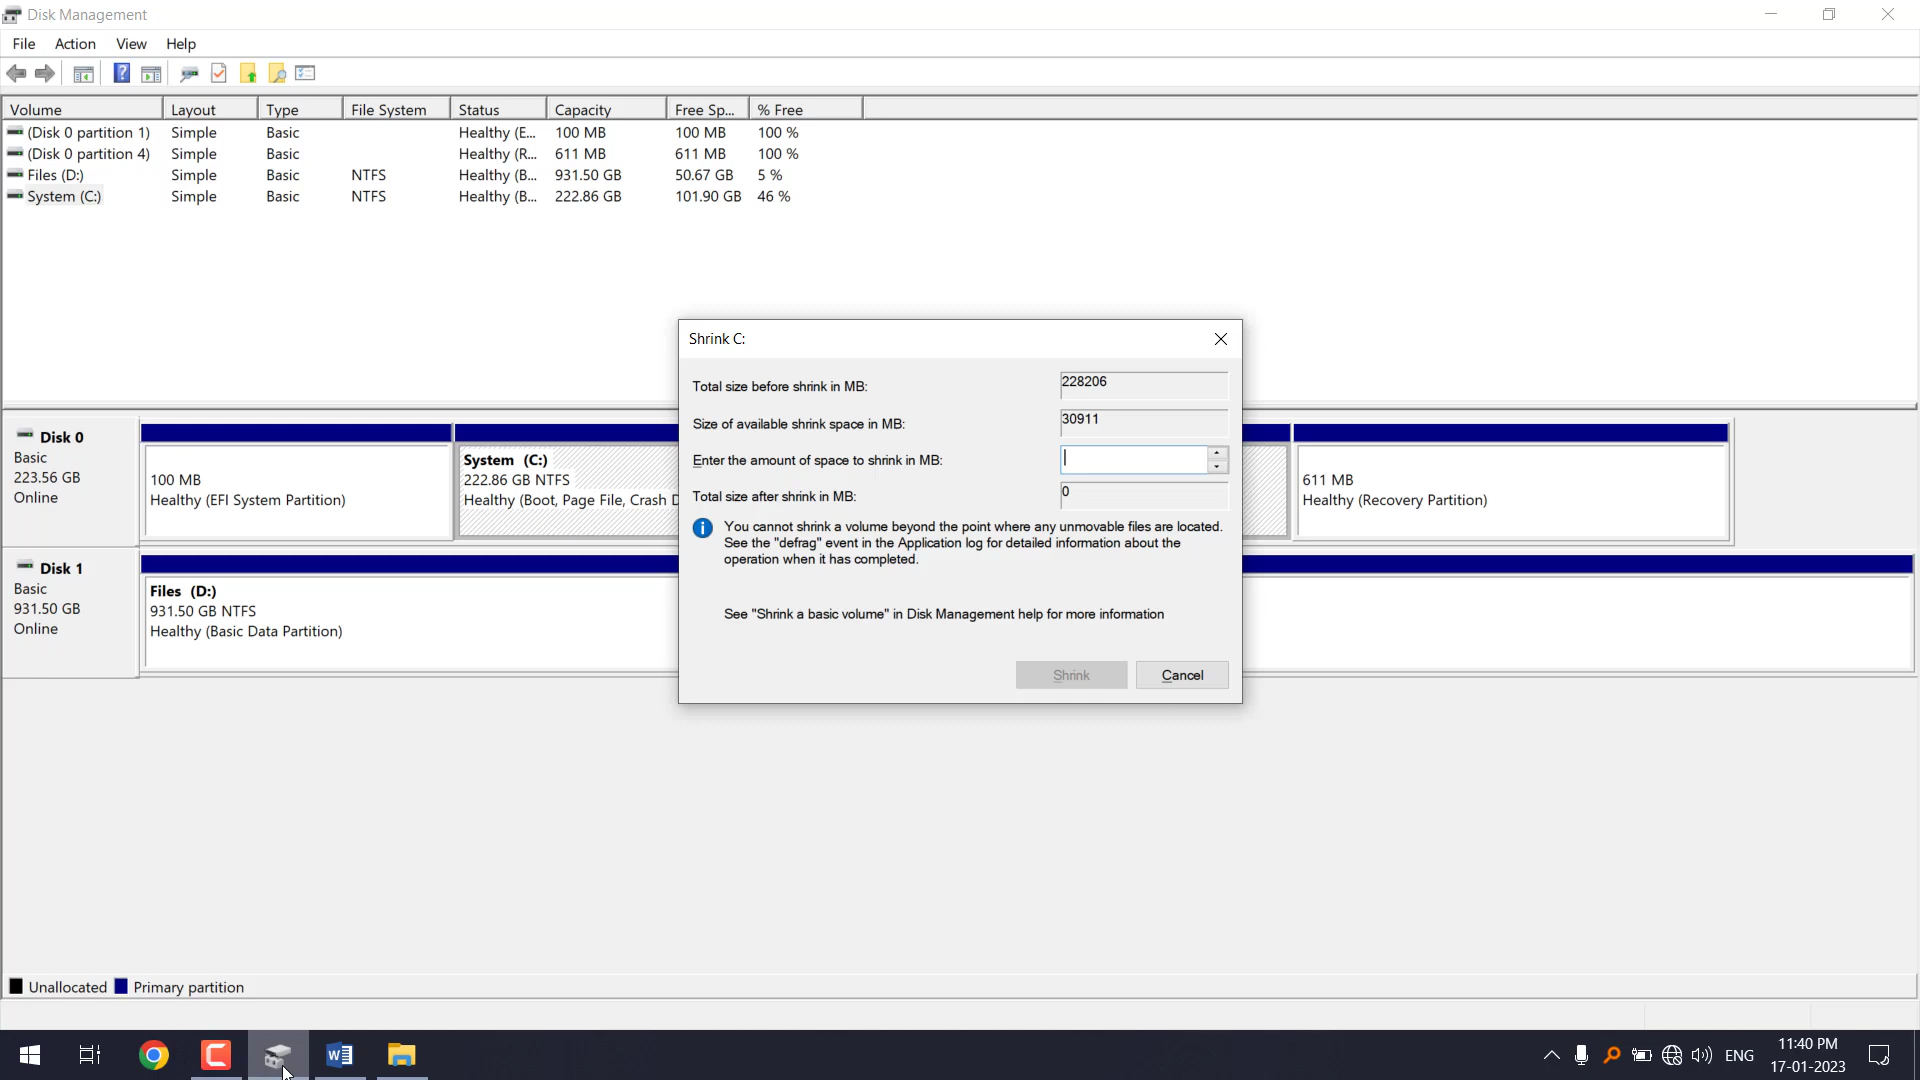 Disk Management
File Action View Help
Volume Layout Type File System Status Capacity Free Sp... % Free
(Disk 0 partition 1) Simple Basic Healthy (E... 100 MB 100 MB 100 %
(Disk 0 partition 4) Simple Basic Healthy (R... 611 MB 611 MB 100 %
Files (D:) Simple Basic NTFS Healthy (B... 931.50 GB 50.67 GB 5 %
System (C:) Simple Basic NTFS Healthy (B... 222.86 GB 101.90 GB 46 %
Shrink C:
Total size before shrink in MB: 228206
Size of available shrink space in MB: 30911
Enter the amount of space to shrink in MB:
Total size after shrink in MB: 0
You cannot shrink a volume beyond the point where any unmovable files are located.
See the "defrag" event in the Application log for detailed information about the
operation when it has completed.
See "Shrink a basic volume" in Disk Management help for more information
Shrink Cancel
Disk 0
Basic
223.56 GB
Online
100 MB
Healthy (EFI System Partition)
System (C:)
222.86 GB NTFS
Healthy (Boot, Page File, Crash D
611 MB
Healthy (Recovery Partition)
Disk 1
Basic
931.50 GB
Online
Files (D:)
931.50 GB NTFS
Healthy (Basic Data Partition)
Unallocated Primary partition
ENG
11:40 PM
17-01-2023